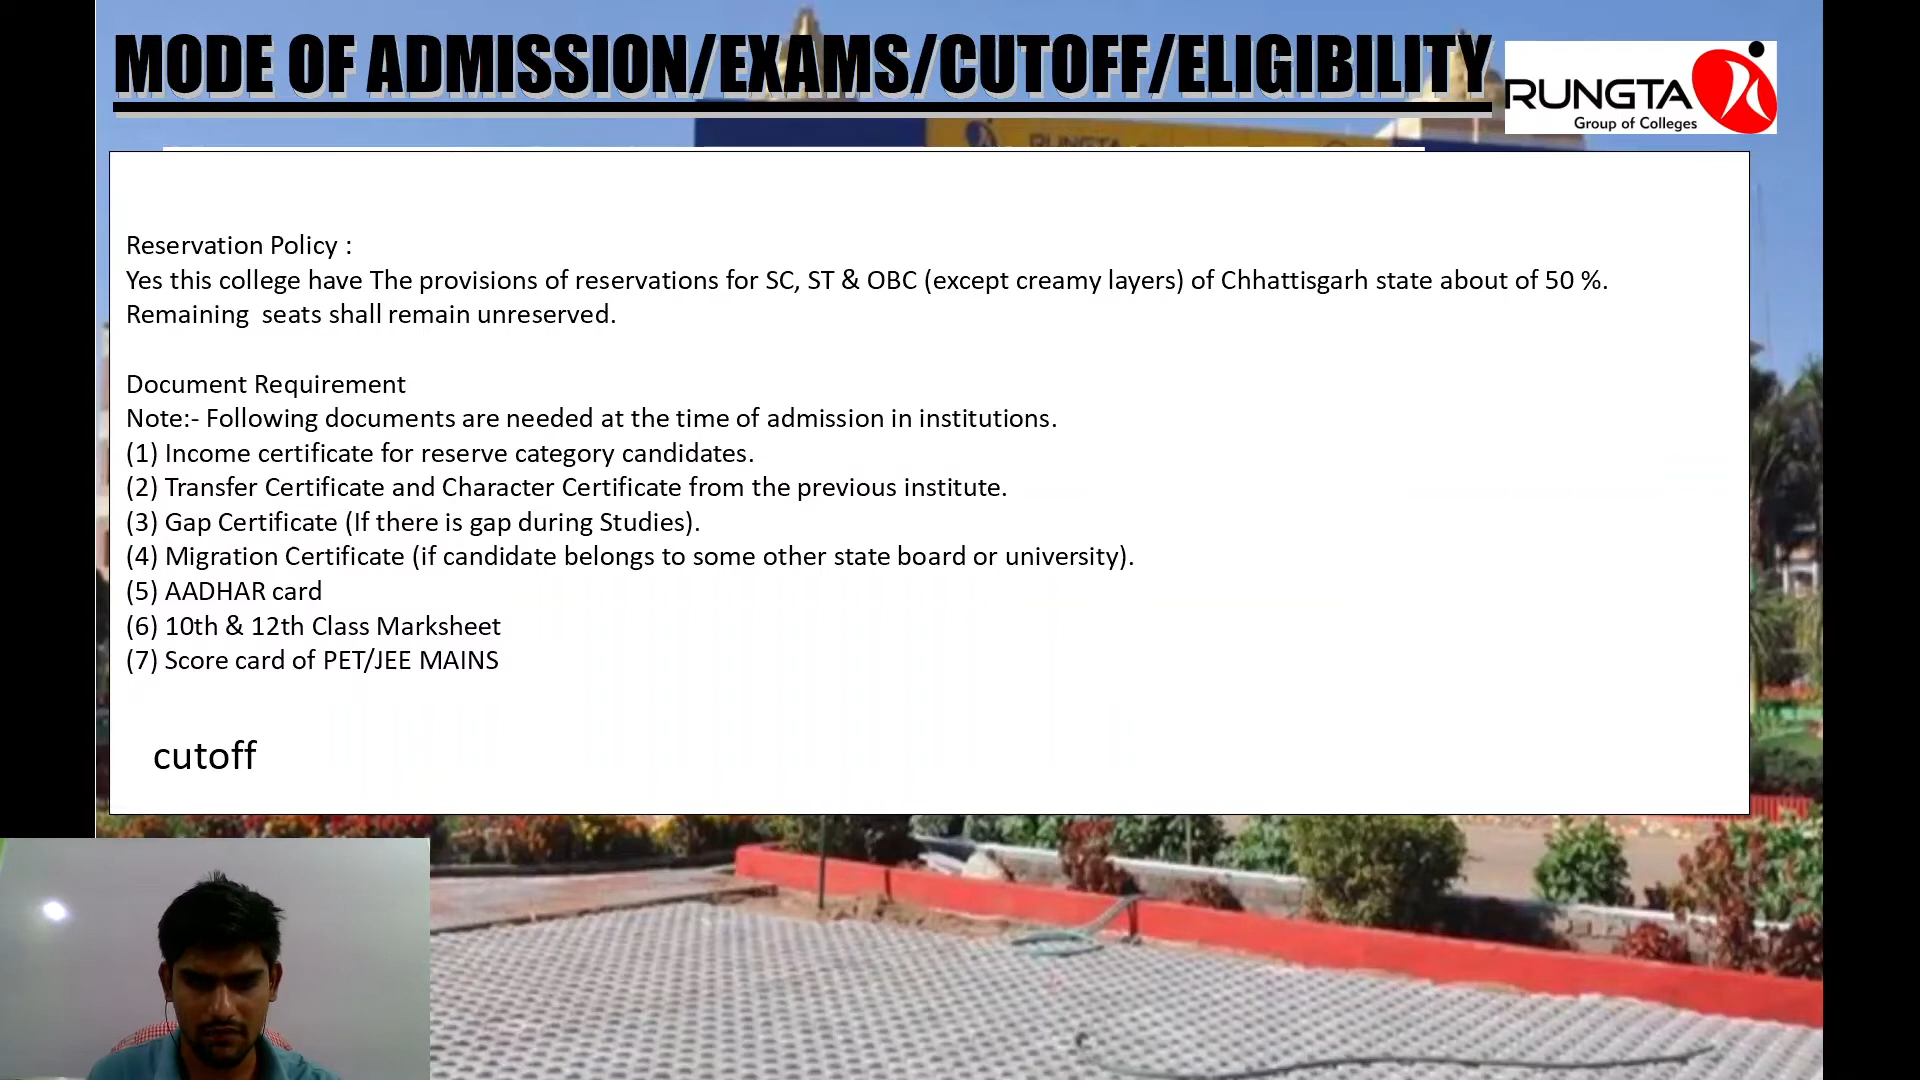 MODE OF ADMISSION/EXAMS/CUTOFF/ELIGIBILITY
RUNGTA
Group of Colleges
RUNGTA
Reservation Policy :
Yes this college have The provisions of reservations for SC, ST & OBC (except creamy layers) of Chhattisgarh state about of 50 %.
Remaining seats shall remain unreserved.
Document Requirement
Note:- Following documents are needed at the time of admission in institutions.
(1) Income certificate for reserve category candidates.
(2) Transfer Certificate and Character Certificate from the previous institute.
(3) Gap Certificate (If there is gap during Studies).
(4) Migration Certificate (if candidate belongs to some other state board or university).
(5) AADHAR card
(6) 10th & 12th Class Marksheet
(7) Score card of PET/JEE MAINS
cutoff